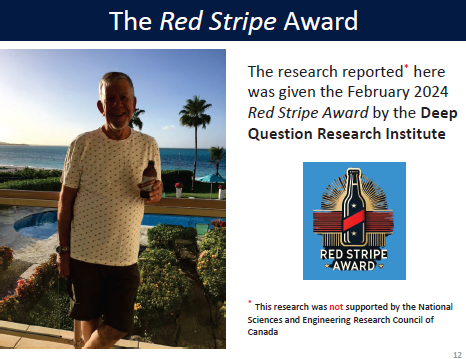 The Red Stripe Award
The research reported* here
was given the February 2024
Red Stripe Award by the Deep
Question Research Institute
RED STRIPE
AWARD
* This research was not supported by the National
Sciences and Engineering Research Council of
Canada
12